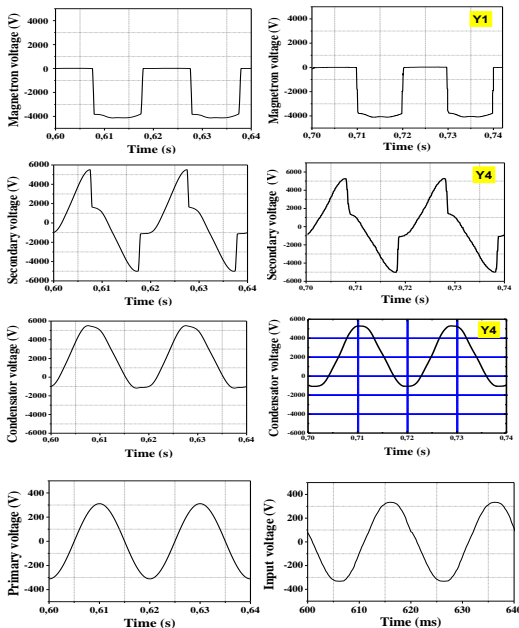 Magnetron voltage (V)
4000
2000
0
-2000
-4000
0,60 0,61 0,62 0,63 0,64
Time (s)
Y1
Magnetron voltage (V)
4000
2000
0
-2000
-4000
0,70 0,71 0,72 0,73 0,74
Time (s)
Secondary voltage (V)
6000
4000
2000
0
-2000
-4000
-6000
0,60 0,61 0,62 0,63 0,64
Time (s)
Y4
Secondary voltage (V)
6000
4000
2000
0
-2000
-4000
-6000
0,70 0,71 0,72 0,73 0,74
Time (s)
Condensator voltage (V)
6000
4000
2000
0
-2000
-4000
-6000
0,60 0,61 0,62 0,63 0,64
Time (s)
Y4
Condensator voltage (V)
6000
4000
2000
0
-2000
-4000
-6000
0,70 0,71 0,72 0,73 0,74
Time (s)
Primary voltage (V)
400
200
0
-200
-400
0,60 0,61 0,62 0,63 0,64
Time (s)
Input voltage (V)
400
200
0
-200
-400
600 620 640
Time (ms)